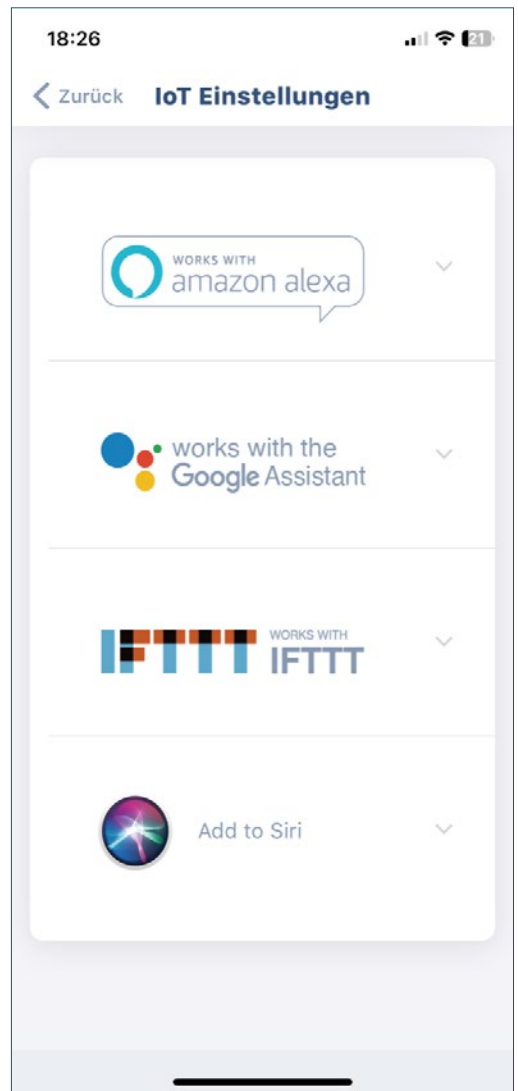 18:26
21
Zurück IoT Einstellungen
WORKS WITH
amazon alexa
works with the
Google Assistant
IFTTT WORKS WITH
IFTTT
Add to Siri